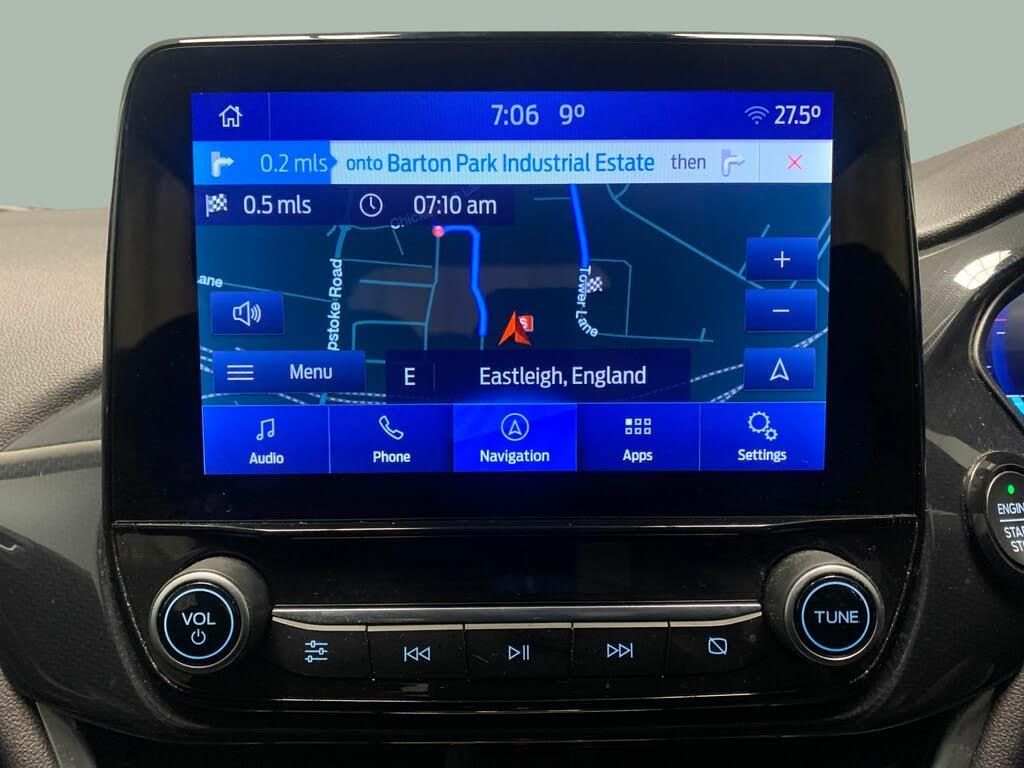 7:06 9º 27.5º
0.2 mls onto Barton Park Industrial Estate then
0.5 mls 07:10 am
Tower Lane
E Eastleigh, England
Menu
Audio Phone Navigation Apps Settings
VOL
TUNE